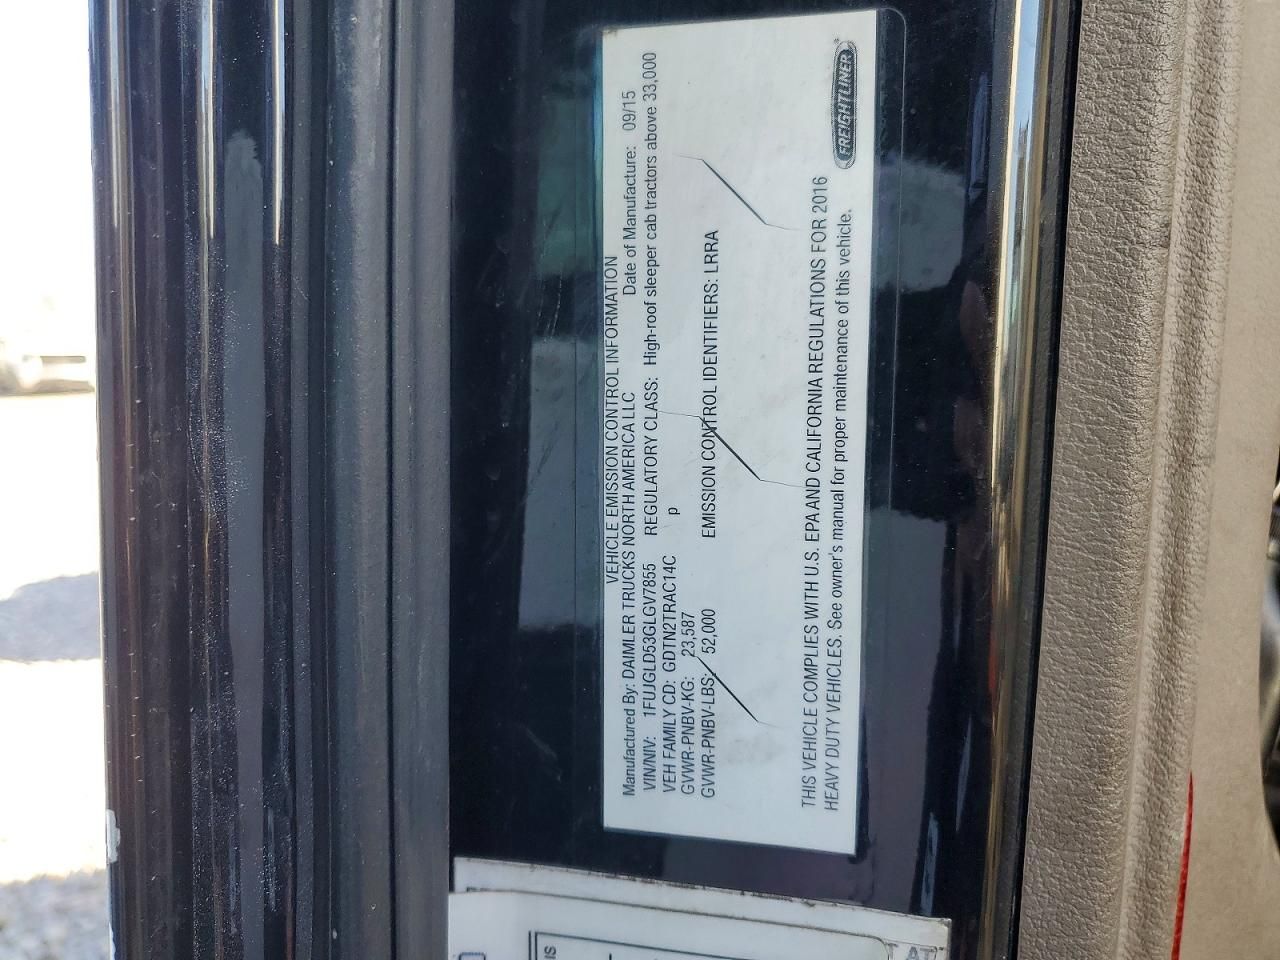 VEHICLE EMISSION CONTROL INFORMATION
Manufactured By: DAIMLER TRUCKS NORTH AMERICA LLC Date of Manufacture: 09/15
VIN/NIV: 1FUJGLD53GLGV7855 REGULATORY CLASS: High-roof sleeper cab tractors above 33,000
VEH FAMILY CD: GDTN2TRAC14C p
GVWR-PNBV-KG: 23,587
GVWR-PNBV-LBS: 52,000 EMISSION CONTROL IDENTIFIERS: LRRA
THIS VEHICLE COMPLIES WITH U.S. EPA AND CALIFORNIA REGULATIONS FOR 2016
HEAVY DUTY VEHICLES. See owner's manual for proper maintenance of this vehicle.
FREIGHTLINER
IS
AT